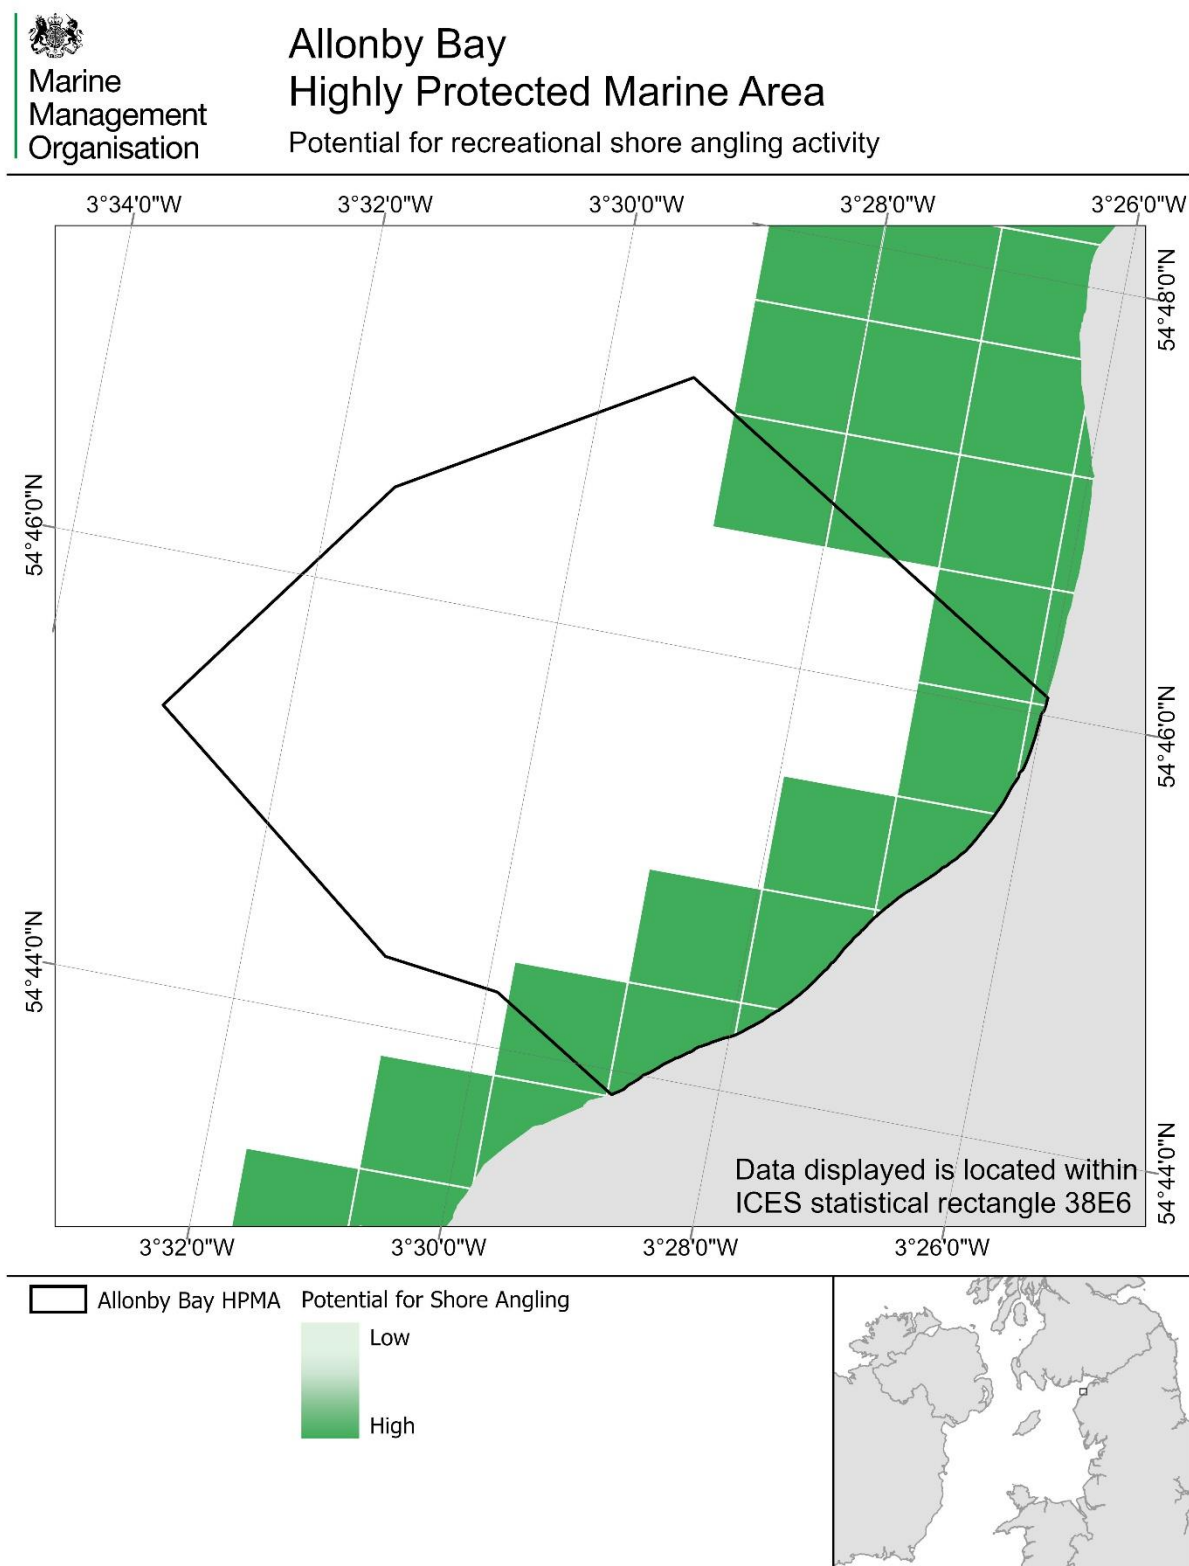 Marine
Management
Organisation
Allonby Bay
Highly Protected Marine Area
Potential for recreational shore angling activity
3°34'0"W
3°32'0"W
3°30'0"W
3°28'0"W
3°26'0"W
54°48'0"N
54°46'0"N
54°46'0"N
54°44'0"N
54°44'0"N
Data displayed is located within
ICES statistical rectangle 38E6
3°32'0"W
3°30'0"W
3°28'0"W
3°26'0"W
Allonby Bay HPMA
Potential for Shore Angling
Low
High